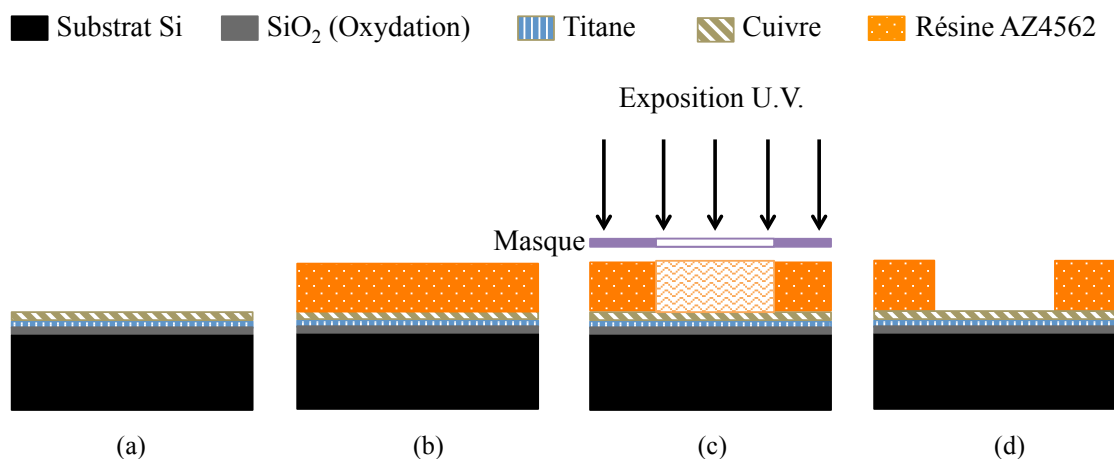 Substrat Si SiO2 (Oxydation) Titane Cuivre Résine AZ4562
Exposition U.V.
Masque
(a) (b) (c) (d)